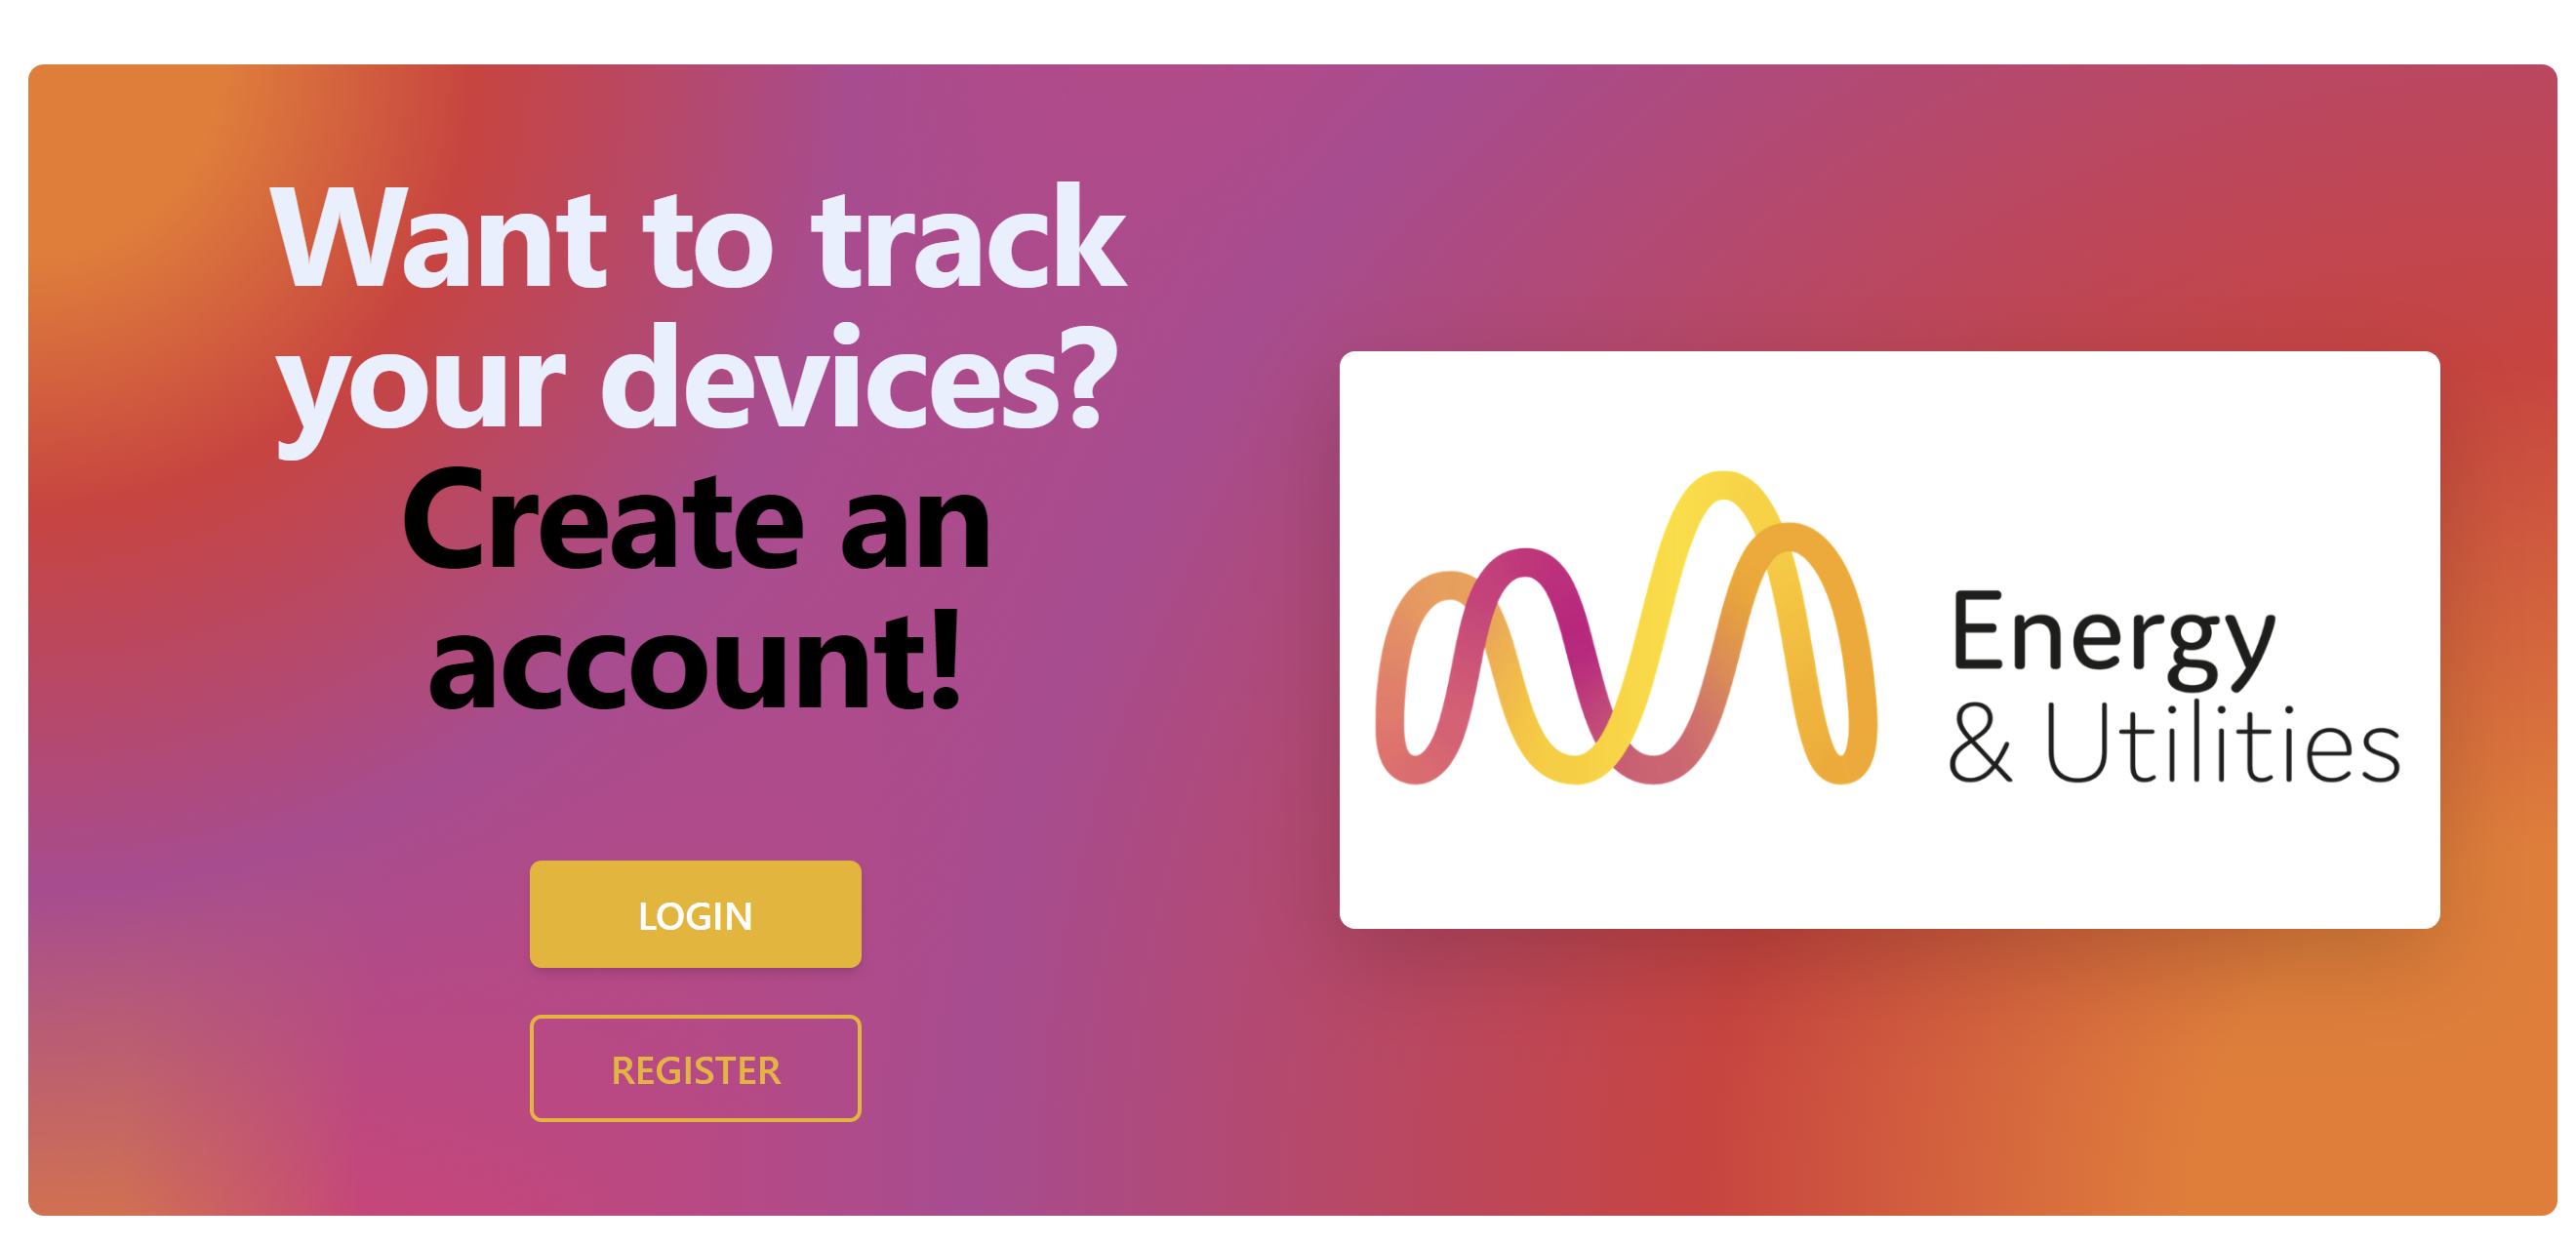 Want to track
your devices?
Create an
account!
LOGIN
REGISTER
Energy
& Utilities